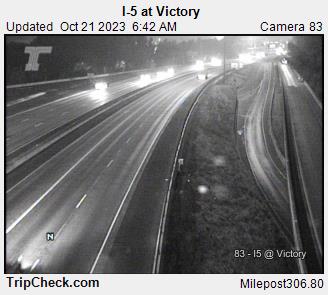 I-5 at Victory
Updated Oct 21 2023 6:42 AM Camera 83
T
N
83 - I5 @ Victory
TripCheck.com Milepost306.80